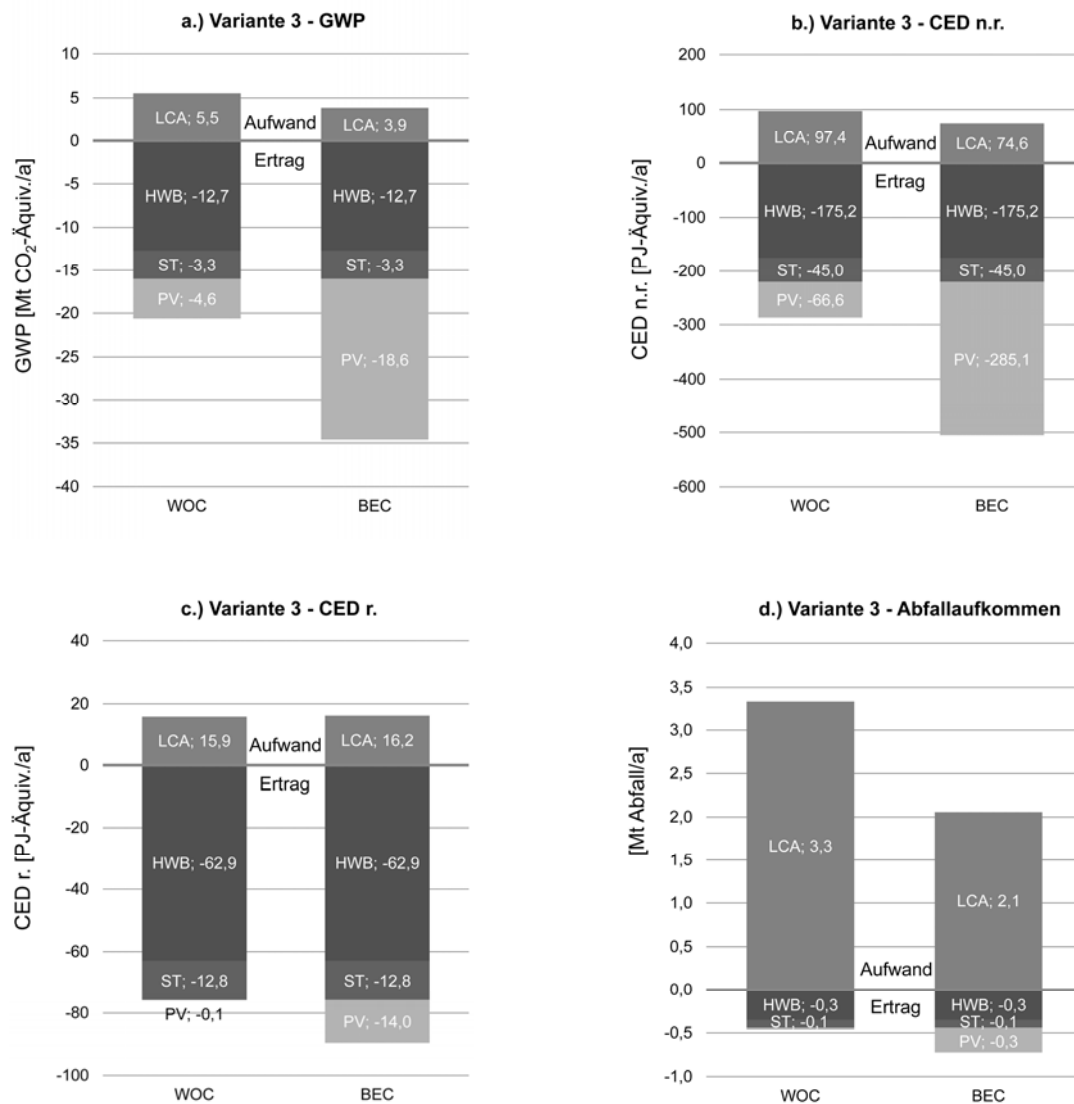 a.) Variante 3 - GWP
GWP [Mt CO₂-Äquiv./a]
10
5
0
-5
-10
-15
-20
-25
-30
-35
-40
LCA; 5,5
Aufwand
LCA; 3,9
Ertrag
HWB; -12,7
HWB; -12,7
ST; -3,3
ST; -3,3
PV; -4,6
PV; -18,6
WOC
BEC
b.) Variante 3 - CED n.r.
CED n.r. [PJ-Äquiv./a]
200
100
0
-100
-200
-300
-400
-500
-600
LCA; 97,4
Aufwand
LCA; 74,6
Ertrag
HWB; -175,2
HWB; -175,2
ST; -45,0
ST; -45,0
PV; -66,6
PV; -285,1
WOC
BEC
c.) Variante 3 - CED r.
CED r. [PJ-Äquiv./a]
40
20
0
-20
-40
-60
-80
-100
LCA; 15,9
Aufwand
LCA; 16,2
Ertrag
HWB; -62,9
HWB; -62,9
ST; -12,8
ST; -12,8
PV; -0,1
PV; -14,0
WOC
BEC
d.) Variante 3 - Abfallaufkommen
[Mt Abfall/a]
4,0
3,5
3,0
2,5
2,0
1,5
1,0
0,5
0,0
-0,5
-1,0
LCA; 3,3
LCA; 2,1
Aufwand
Ertrag
HWB; -0,3
HWB; -0,3
ST; -0,1
ST; -0,1
PV; -0,3
WOC
BEC